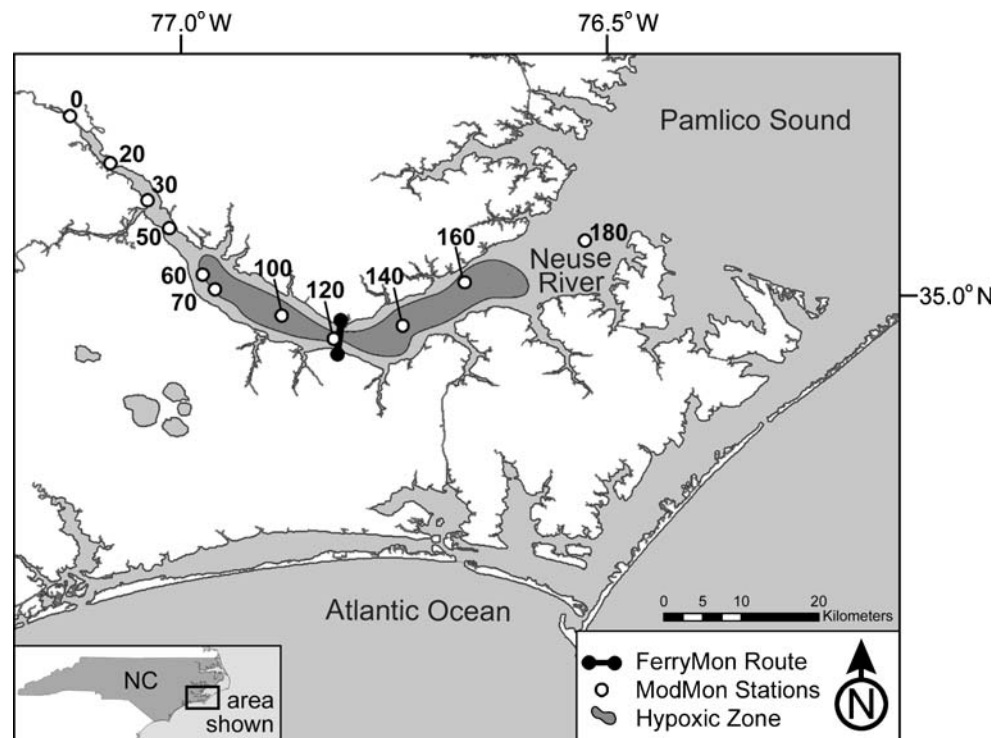 77.0°W
76.5°W
0
Pamlico Sound
20
30
50
160
180
Neuse
River
60
100
140
70
120
35.0°N
0 5 10 20
Kilometers
Atlantic Ocean
NC
area
shown
FerryMon Route
ModMon Stations
Hypoxic Zone
N